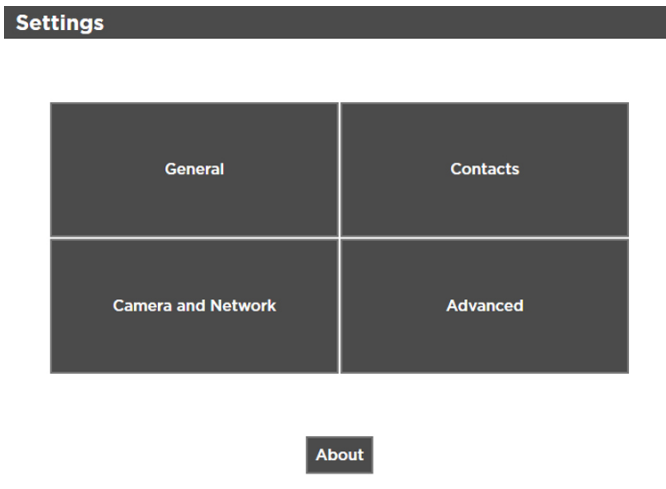 Settings
General
Contacts
Camera and Network
Advanced
About